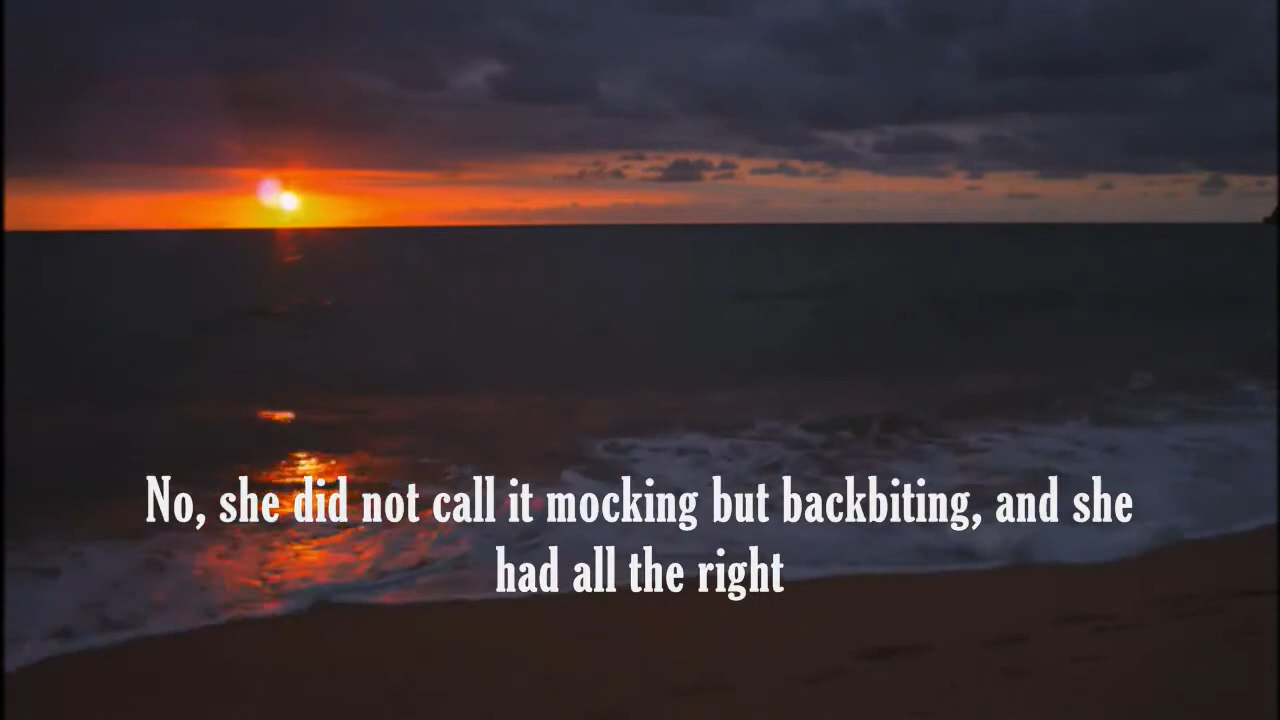 No, she did not call it mocking but backbiting, and she
had all the right